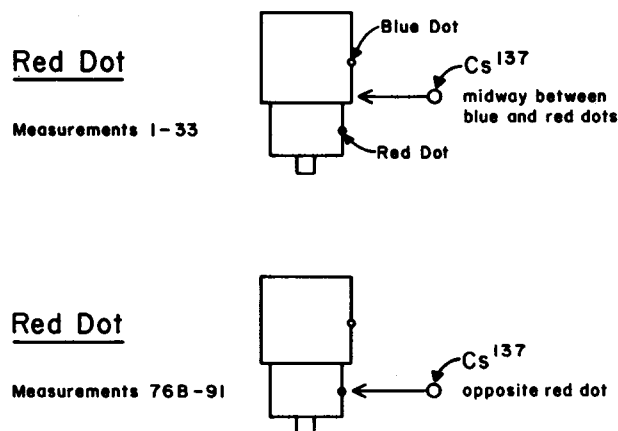 Blue Dot
Red Dot
Cs137
midway between
blue and red dots
Measurements 1-33
Red Dot
Red Dot
Cs137
Measurements 76B-91
opposite red dot